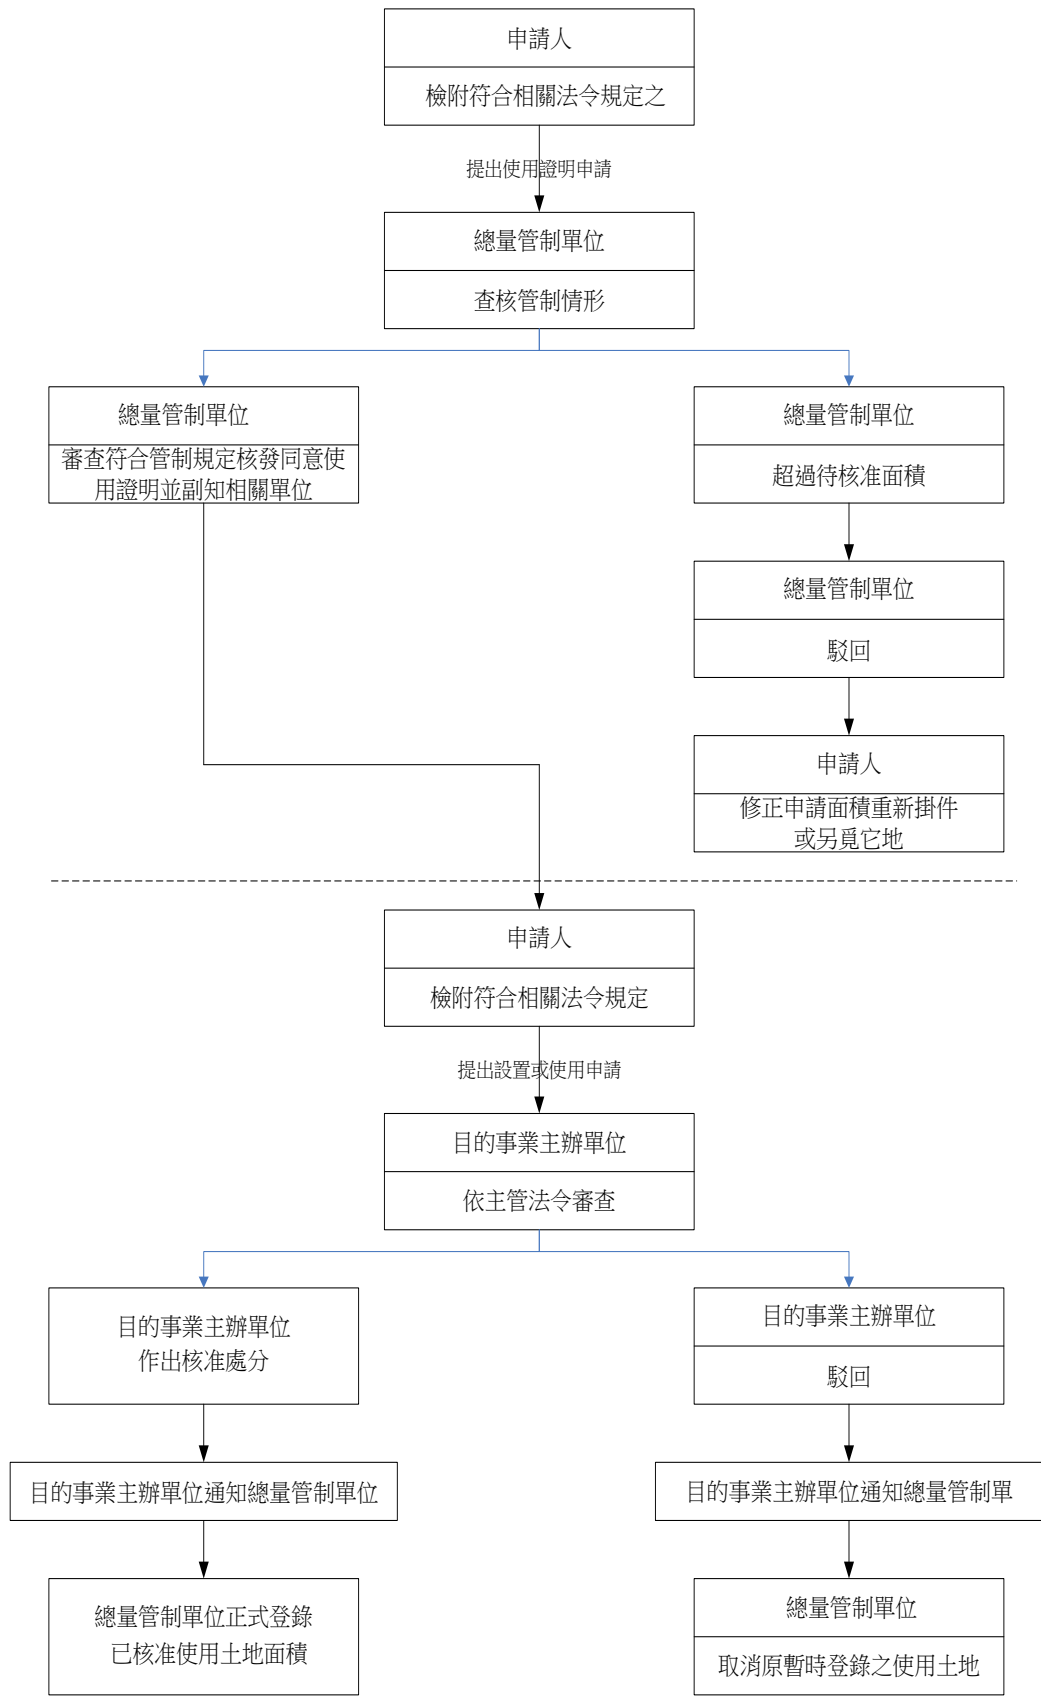 申請人
檢附符合相關法令規定之
提出使用證明申請
總量管制單位
查核管制情形
總量管制單位
審查符合管制規定核發同意使
用證明並副知相關單位
總量管制單位
超過待核准面積
總量管制單位
駁回
申請人
修正申請面積重新掛件
或另覓它地
申請人
檢附符合相關法令規定
提出設置或使用申請
目的事業主辦單位
依主管法令審查
目的事業主辦單位
作出核准處分
目的事業主辦單位
駁回
目的事業主辦單位通知總量管制單位
目的事業主辦單位通知總量管制單
總量管制單位正式登錄
已核准使用土地面積
總量管制單位
取消原暫時登錄之使用土地